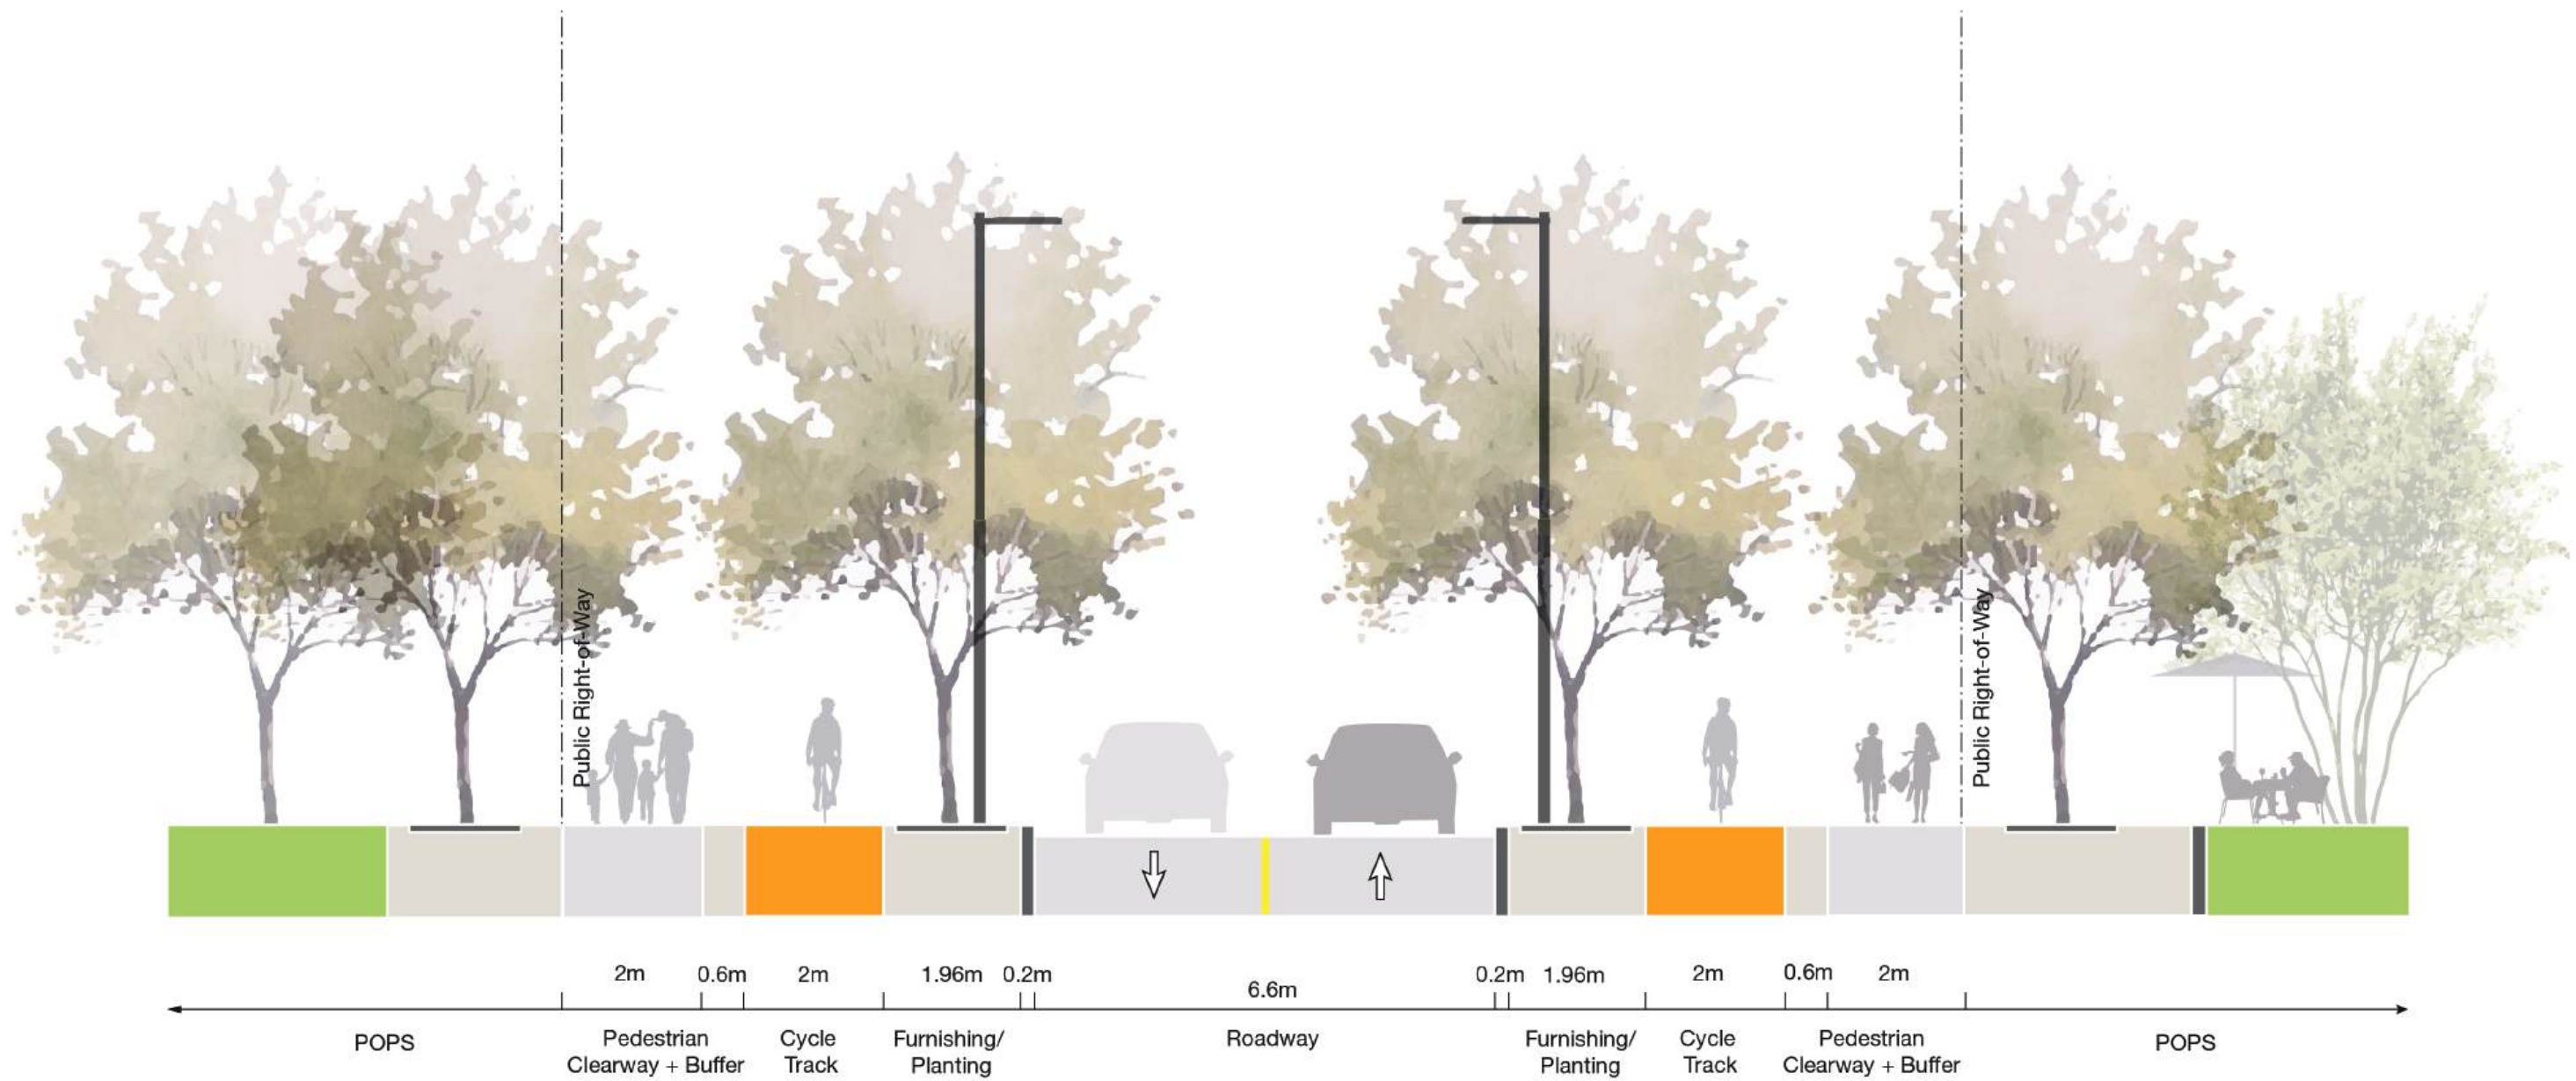 Public Right-of-Way
Public Right-of-Way
2m
0.6m
2m
1.96m
0.2m
6.6m
0.2m
1.96m
2m
0.6m
2m
POPS
Pedestrian
Clearway + Buffer
Cycle
Track
Furnishing/
Planting
Roadway
Furnishing/
Planting
Cycle
Track
Pedestrian
Clearway + Buffer
POPS